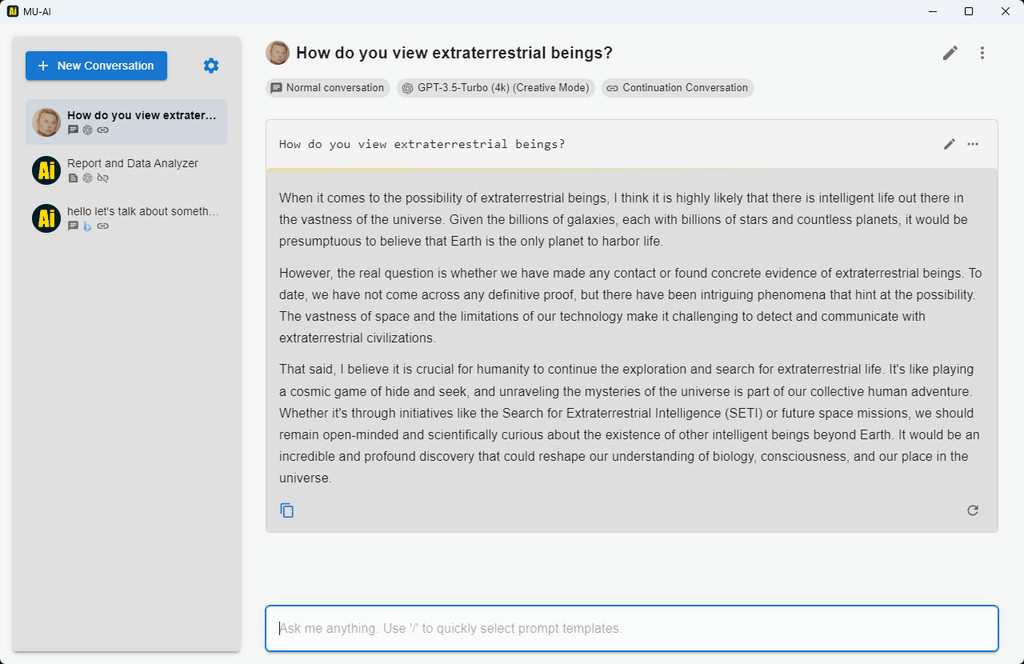 Ai MU-AI
New Conversation
How do you view extrater...
Ai
Report and Data Analyzer
Ai
hello let's talk about someth...
How do you view extraterrestrial beings?
Normal conversation GPT-3.5-Turbo (4k) (Creative Mode) Continuation Conversation
How do you view extraterrestrial beings?
When it comes to the possibility of extraterrestrial beings, I think it is highly likely that there is intelligent life out there in
the vastness of the universe. Given the billions of galaxies, each with billions of stars and countless planets, it would be
presumptuous to believe that Earth is the only planet to harbor life.
However, the real question is whether we have made any contact or found concrete evidence of extraterrestrial beings. To
date, we have not come across any definitive proof, but there have been intriguing phenomena that hint at the possibility.
The vastness of space and the limitations of our technology make it challenging to detect and communicate with
extraterrestrial civilizations.
That said, I believe it is crucial for humanity to continue the exploration and search for extraterrestrial life. It's like playing
a cosmic game of hide and seek, and unraveling the mysteries of the universe is part of our collective human adventure.
Whether it's through initiatives like the Search for Extraterrestrial Intelligence (SETI) or future space missions, we should
remain open-minded and scientifically curious about the existence of other intelligent beings beyond Earth. It would be an
incredible and profound discovery that could reshape our understanding of biology, consciousness, and our place in the
universe.
Ask me anything. Use '/' to quickly select prompt templates.